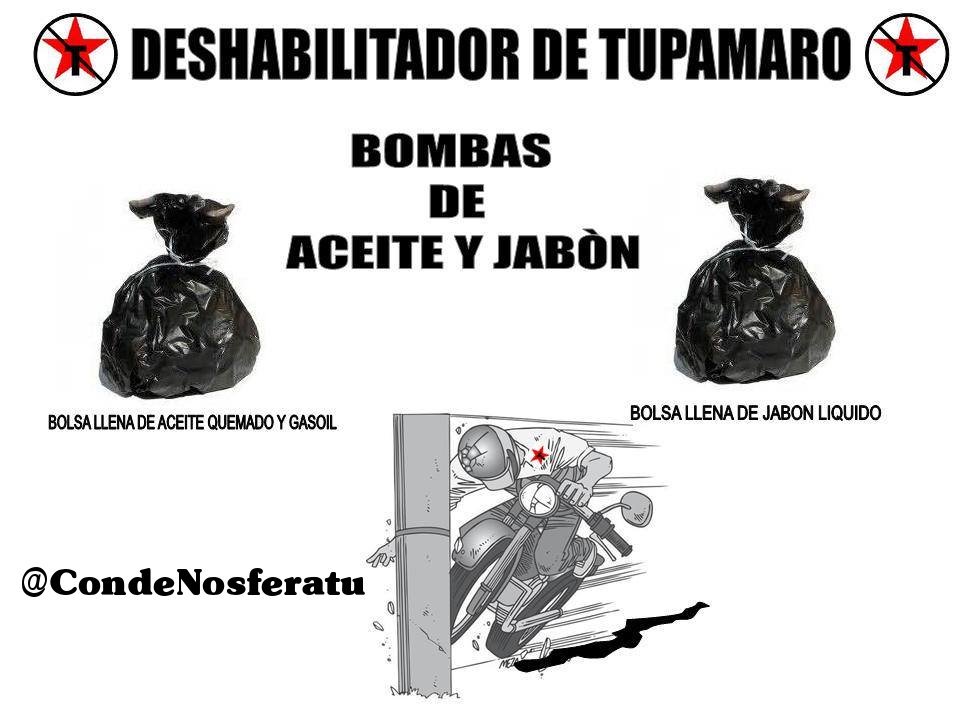 T DESHABILITADOR DE TUPAMARO T
BOMBAS
DE
ACEITE Y JABÒN
BOLSA LLENA DE ACEITE QUEMADO Y GASOIL
BOLSA LLENA DE JABON LIQUIDO
@CondeNosferatu